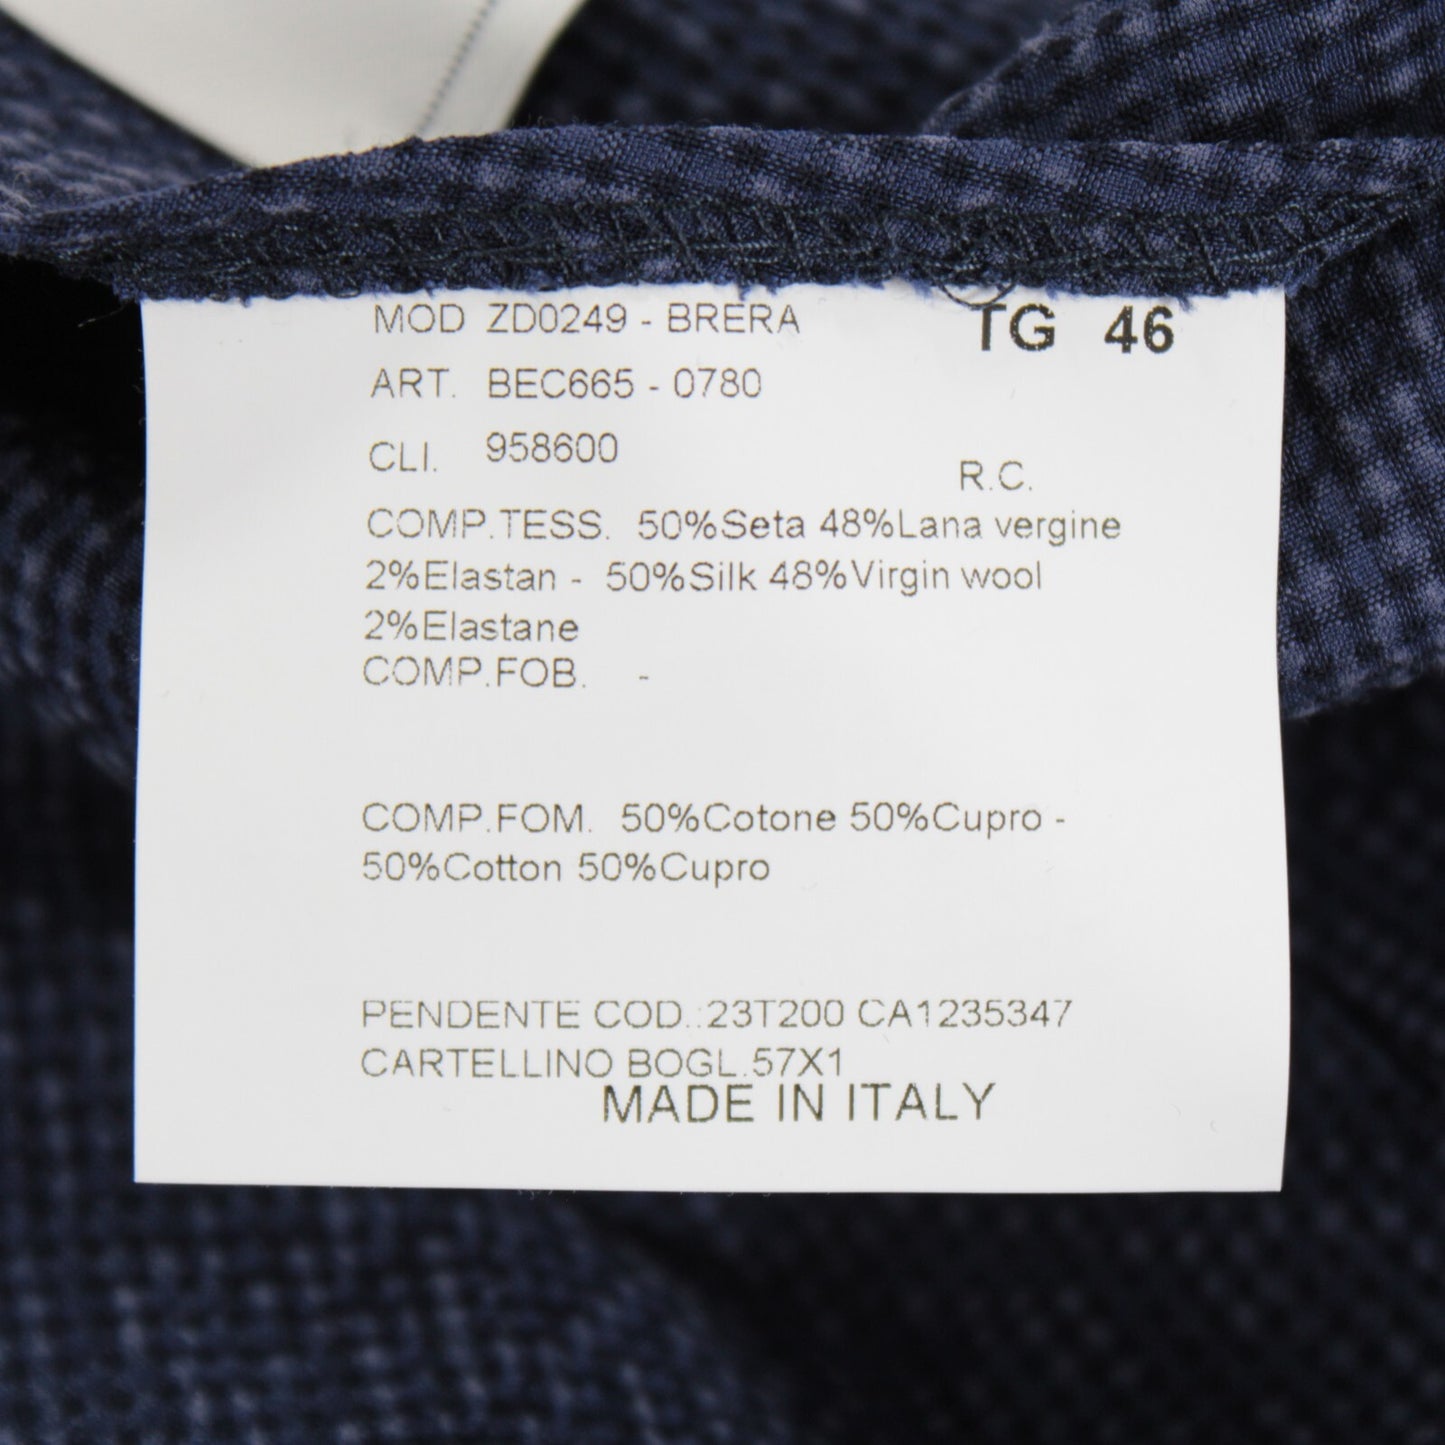 MOD ZD0249 - BRERA TG 46
ART. BEC665 - 0780
CLI. 958600
R.C.
COMP.TESS. 50%Seta 48%Lana vergine
2%Elastan - 50%Silk 48%Virgin wool
2%Elastane
COMP.FOB. -
COMP.FOM. 50%Cotone 50%Cupro -
50%Cotton 50%Cupro
PENDENTE COD.:23T200 CA1235347
CARTELLINO BOGL.57X1
MADE IN ITALY